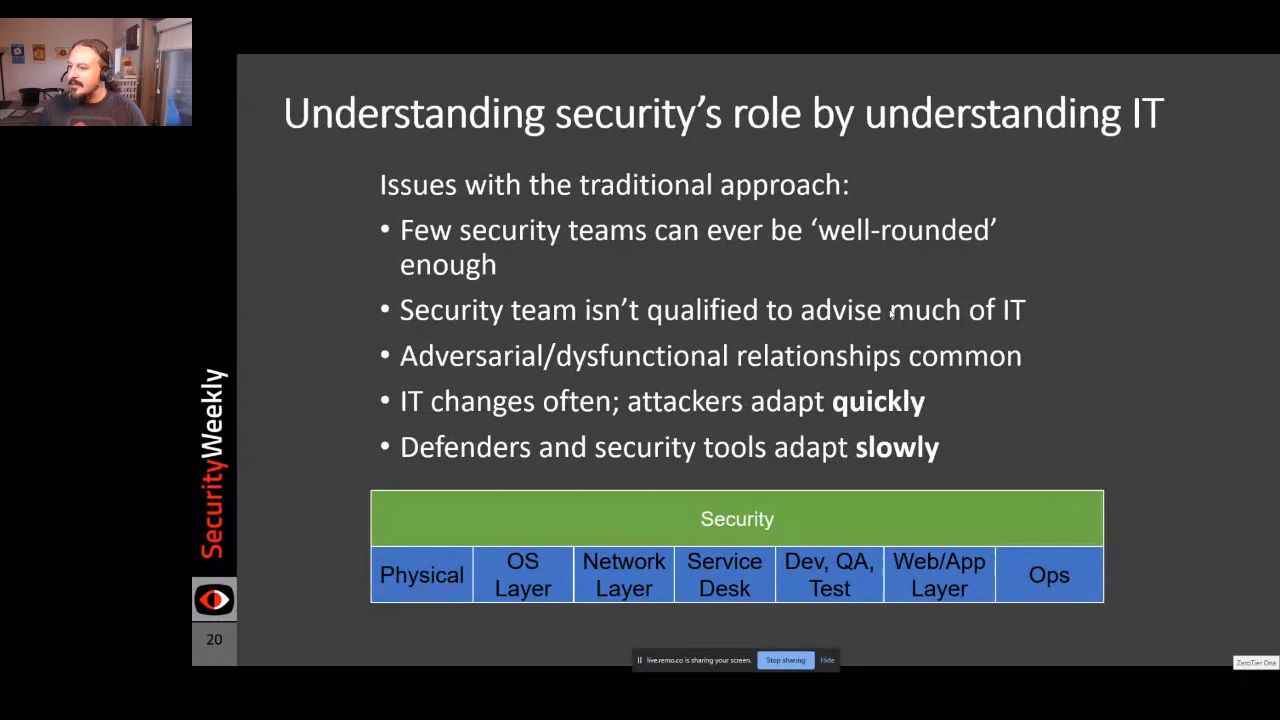 Understanding security's role by understanding IT
Issues with the traditional approach:
• Few security teams can ever be ‘well-rounded’
enough
• Security team isn't qualified to advise much of IT
• Adversarial/dysfunctional relationships common
• IT changes often; attackers adapt quickly
• Defenders and security tools adapt slowly
Security
Physical
OS
Layer
Network
Layer
Service
Desk
Dev, QA,
Test
Web/App
Layer
Ops
SecurityWeekly
20
live.remo.co is sharing your screen.
Stop sharing
Hide
ZeroTier One